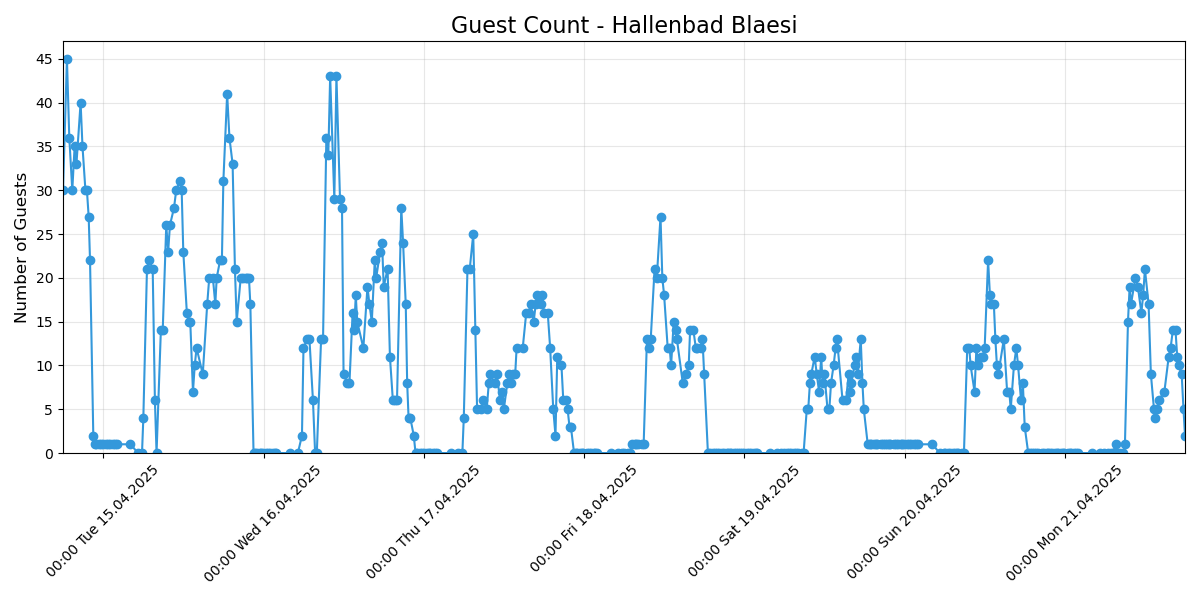 Guest Count - Hallenbad Blaesi
Number of Guests
45
40
35
30
25
20
15
10
5
0
00:00 Tue 15.04.2025
00:00 Wed 16.04.2025
00:00 Thu 17.04.2025
00:00 Fri 18.04.2025
00:00 Sat 19.04.2025
00:00 Sun 20.04.2025
00:00 Mon 21.04.2025